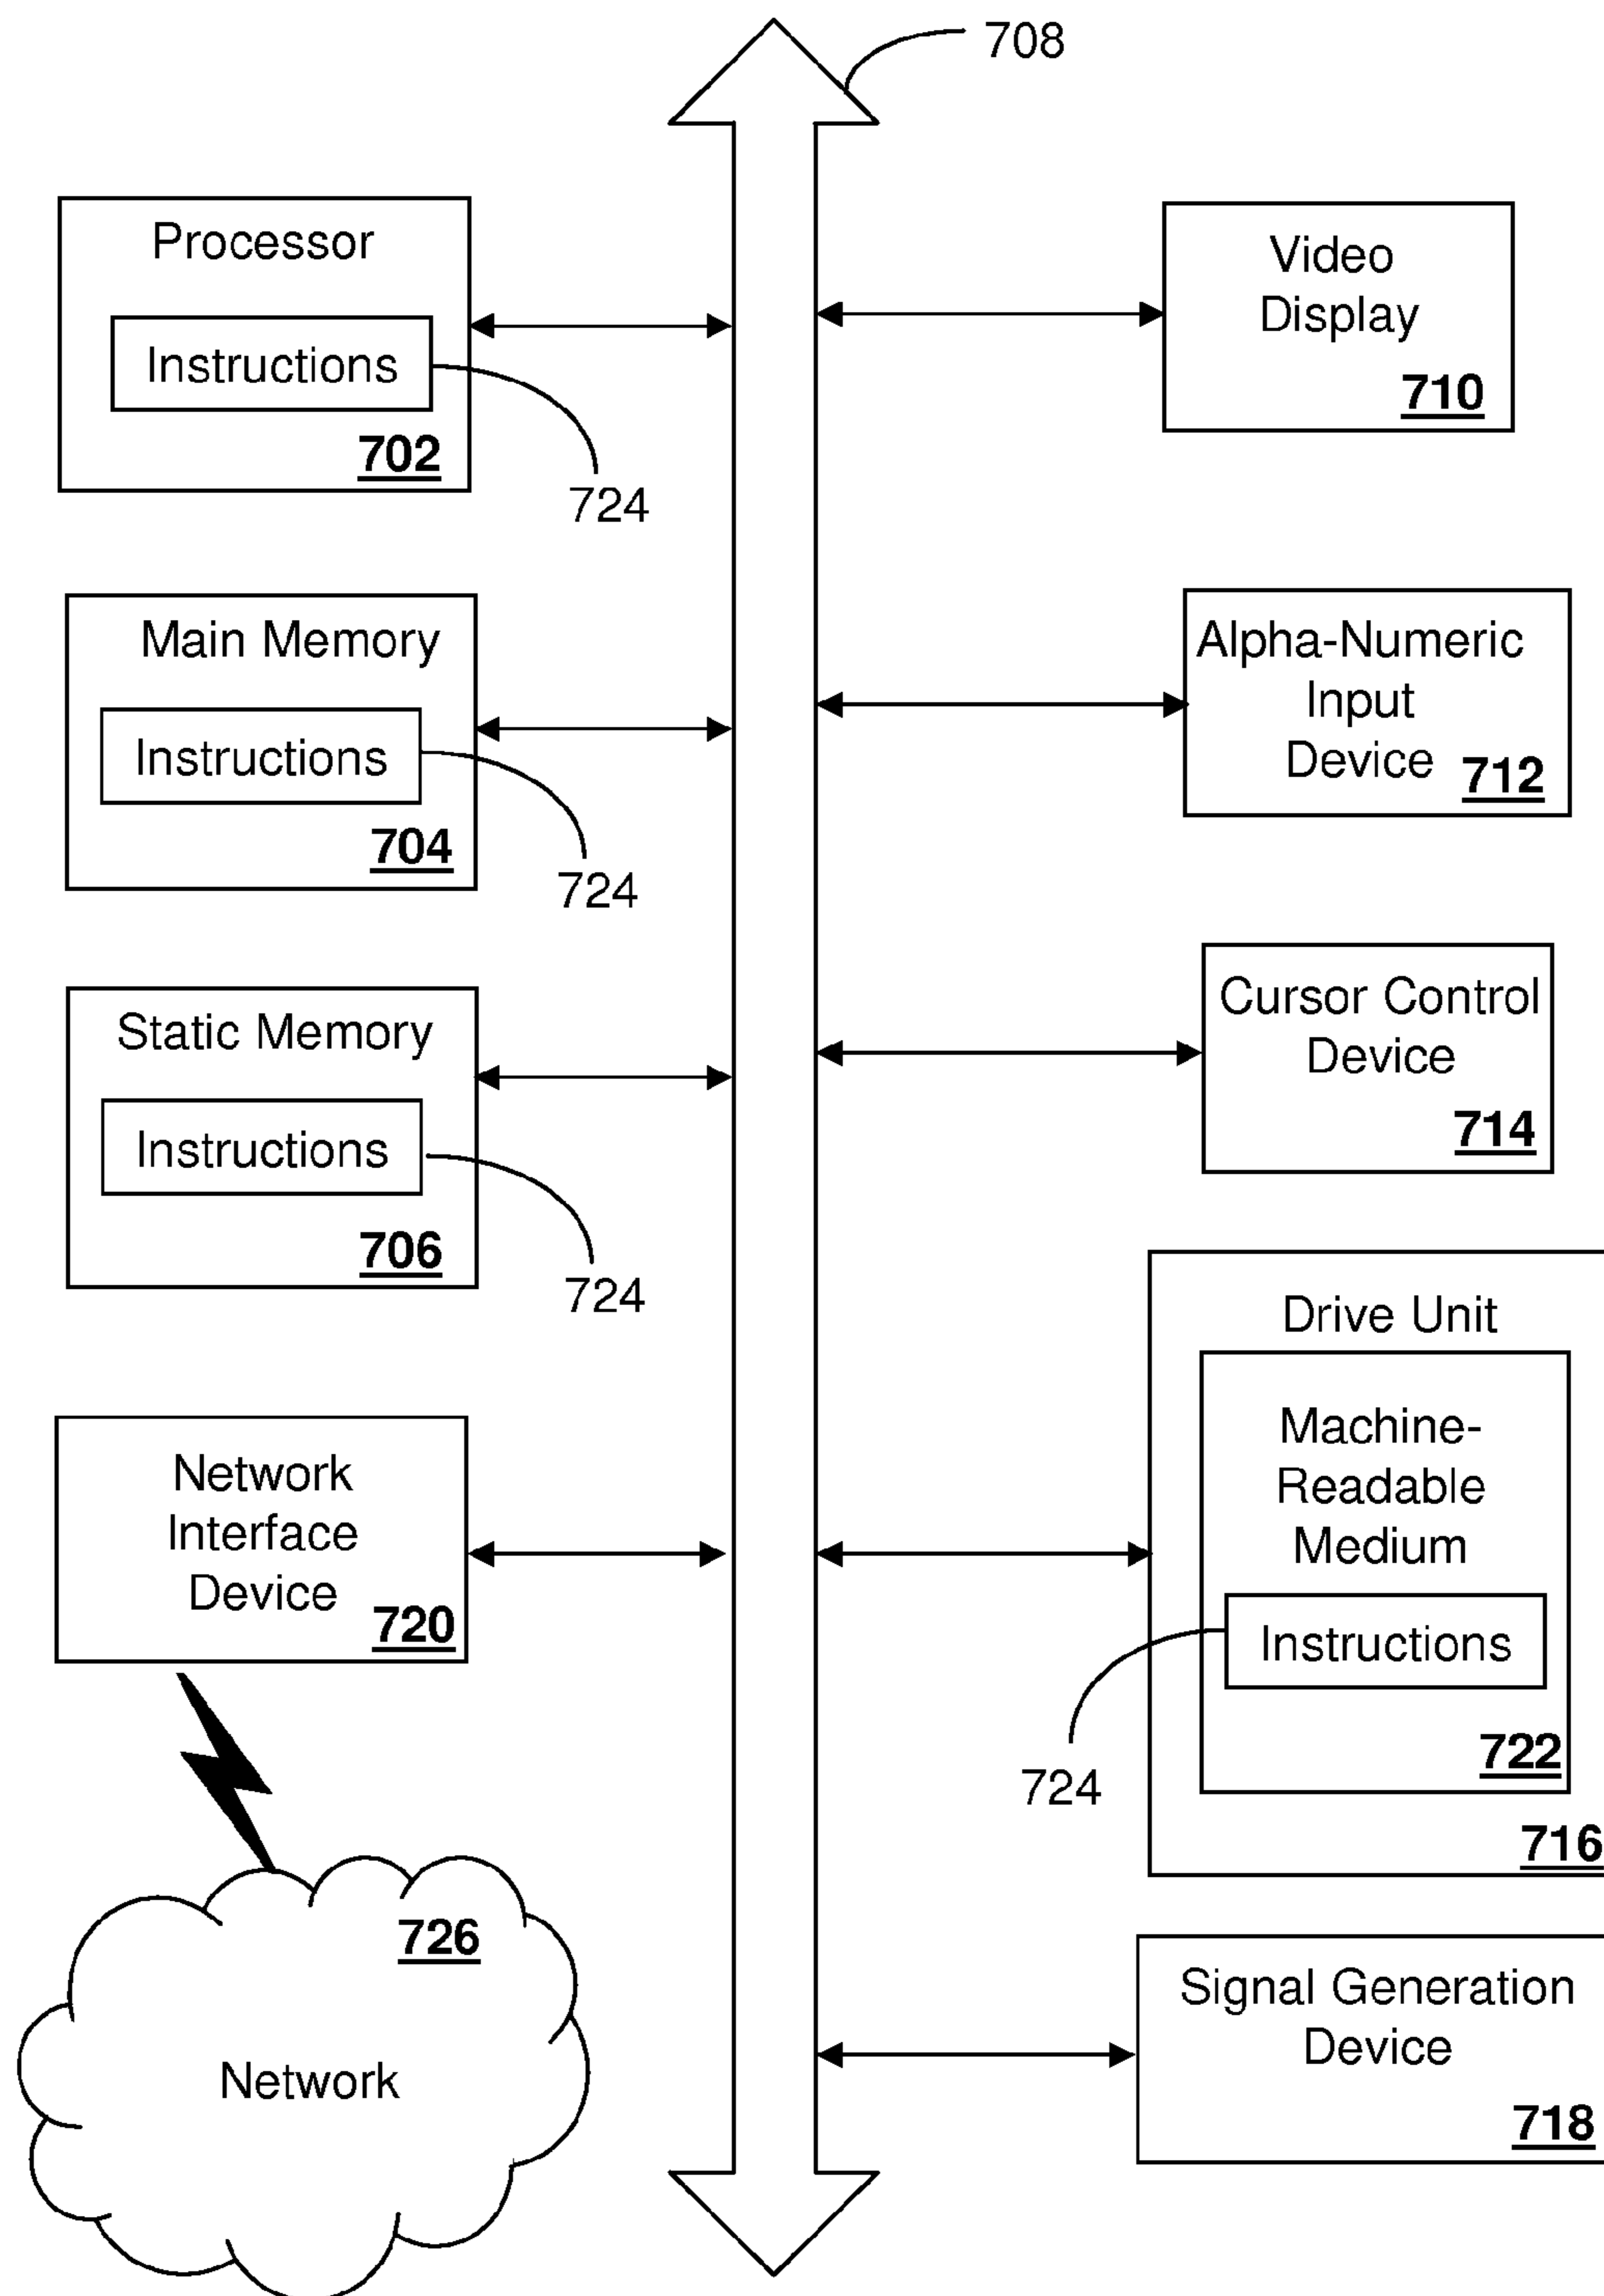 708
Processor
Instructions
702
724
Main Memory
Instructions
704
724
Static Memory
Instructions
706
724
Network
Interface
Device
720
726
Network
Video
Display
710
Alpha-Numeric
Input
Device
712
Cursor Control
Device
714
Drive Unit
Machine-
Readable
Medium
Instructions
722
724
716
Signal Generation
Device
718